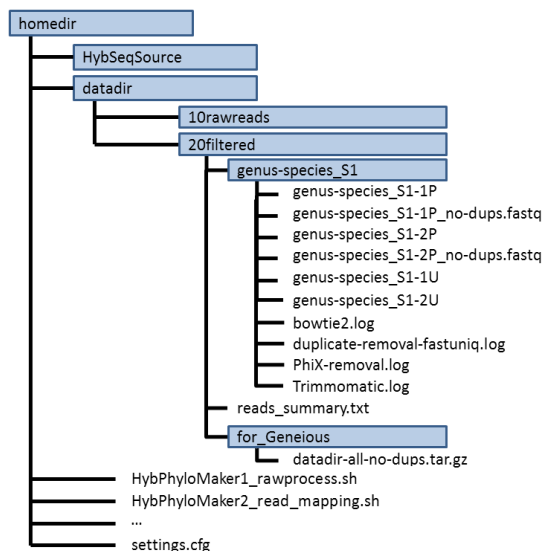 homedir
HybSeqSource
datadir
10rawreads
20filtered
genus-species_S1
genus-species_S1-1P
genus-species_S1-1P_no-dups.fastq
genus-species_S1-2P
genus-species_S1-2P_no-dups.fastq
genus-species_S1-1U
genus-species_S1-2U
bowtie2.log
duplicate-removal-fastuniq.log
PhiX-removal.log
Trimmomatic.log
reads_summary.txt
for_Geneious
datadir-all-no-dups.tar.gz
HybPhyloMaker1_rawprocess.sh
HybPhyloMaker2_read_mapping.sh
...
settings.cfg